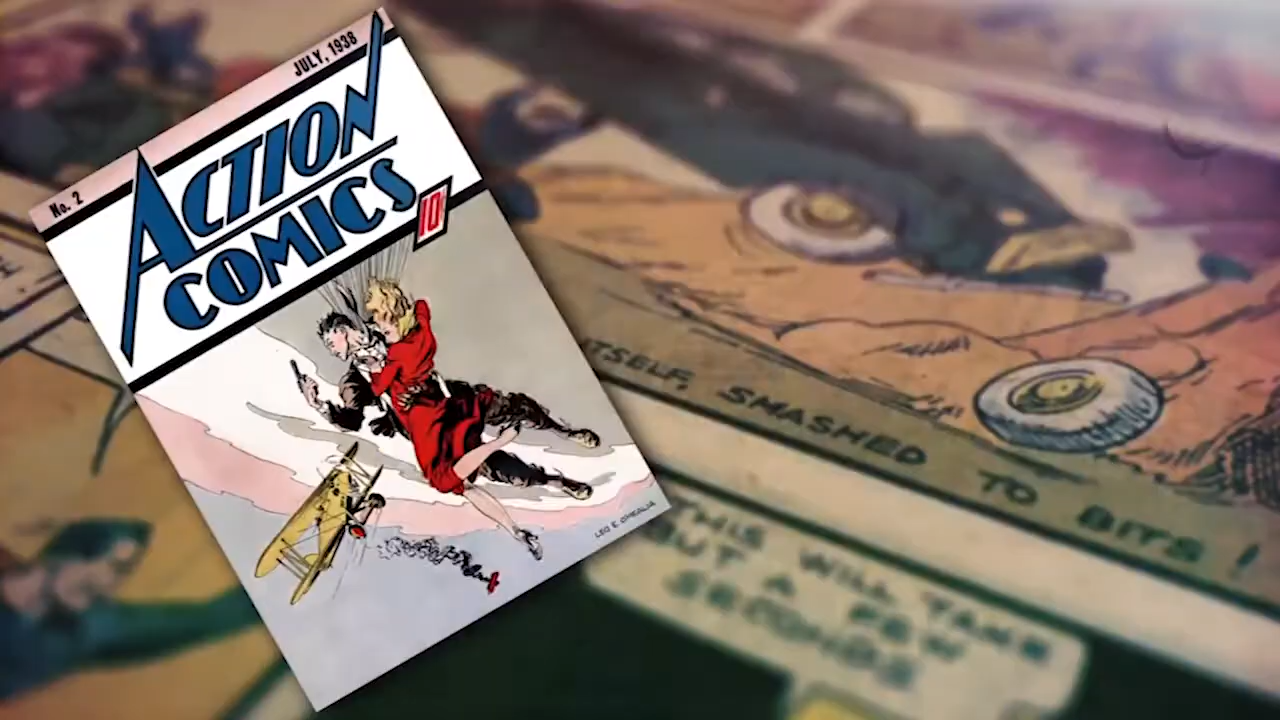 No. 2
JULY, 1938
ACTION
COMICS
10
LEO E. O'MEALIA
ITSELF, SMASHED TO BITS!
THIS WILL TAKE
BUT A FEW
SECONDS